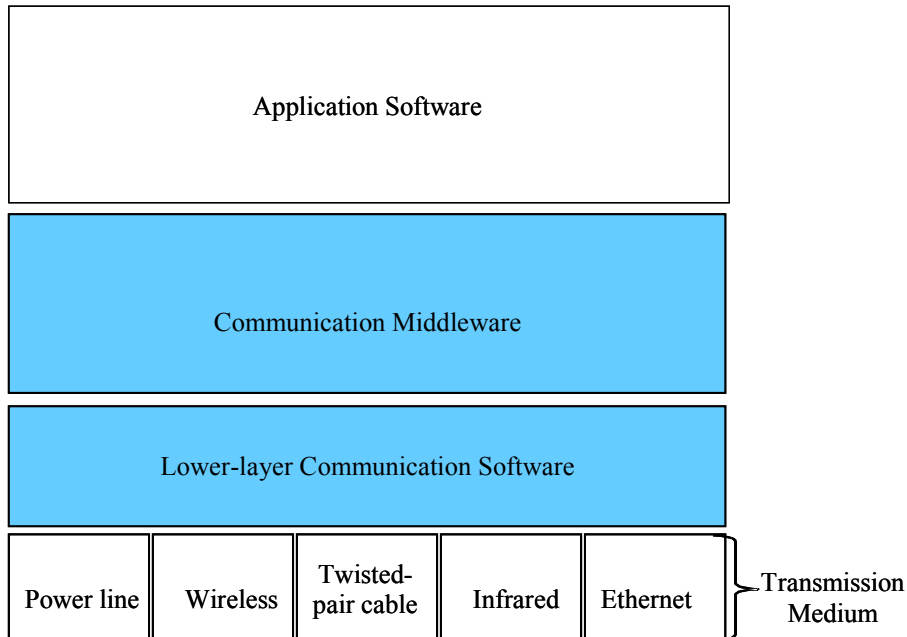 Application Software
Communication Middleware
Lower-layer Communication Software
Power line
Wireless
Twisted-
pair cable
Infrared
Ethernet
Transmission
Medium